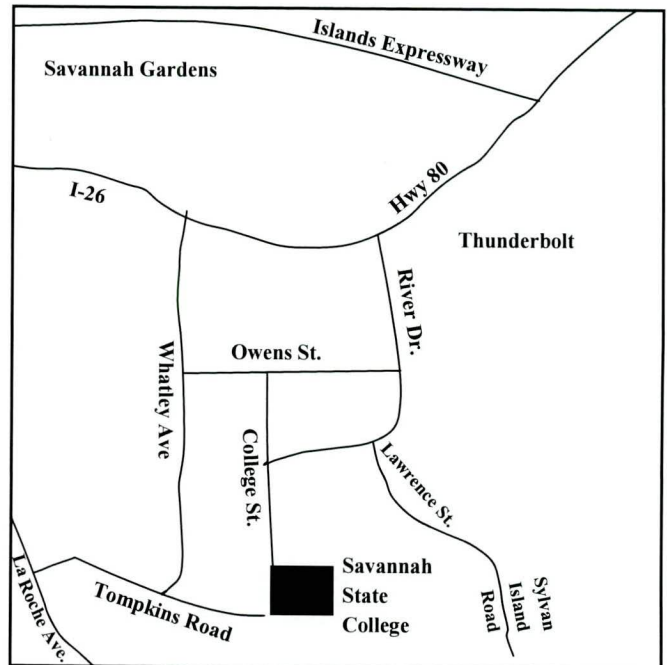 Islands Expressway
Savannah Gardens
I-26
Hwy 80
Thunderbolt
River Dr.
Owens St.
Whatley Ave
College St.
Lawrence St.
Savannah
State
College
Sylvan
Island
Road
La Roche Ave.
Tompkins Road